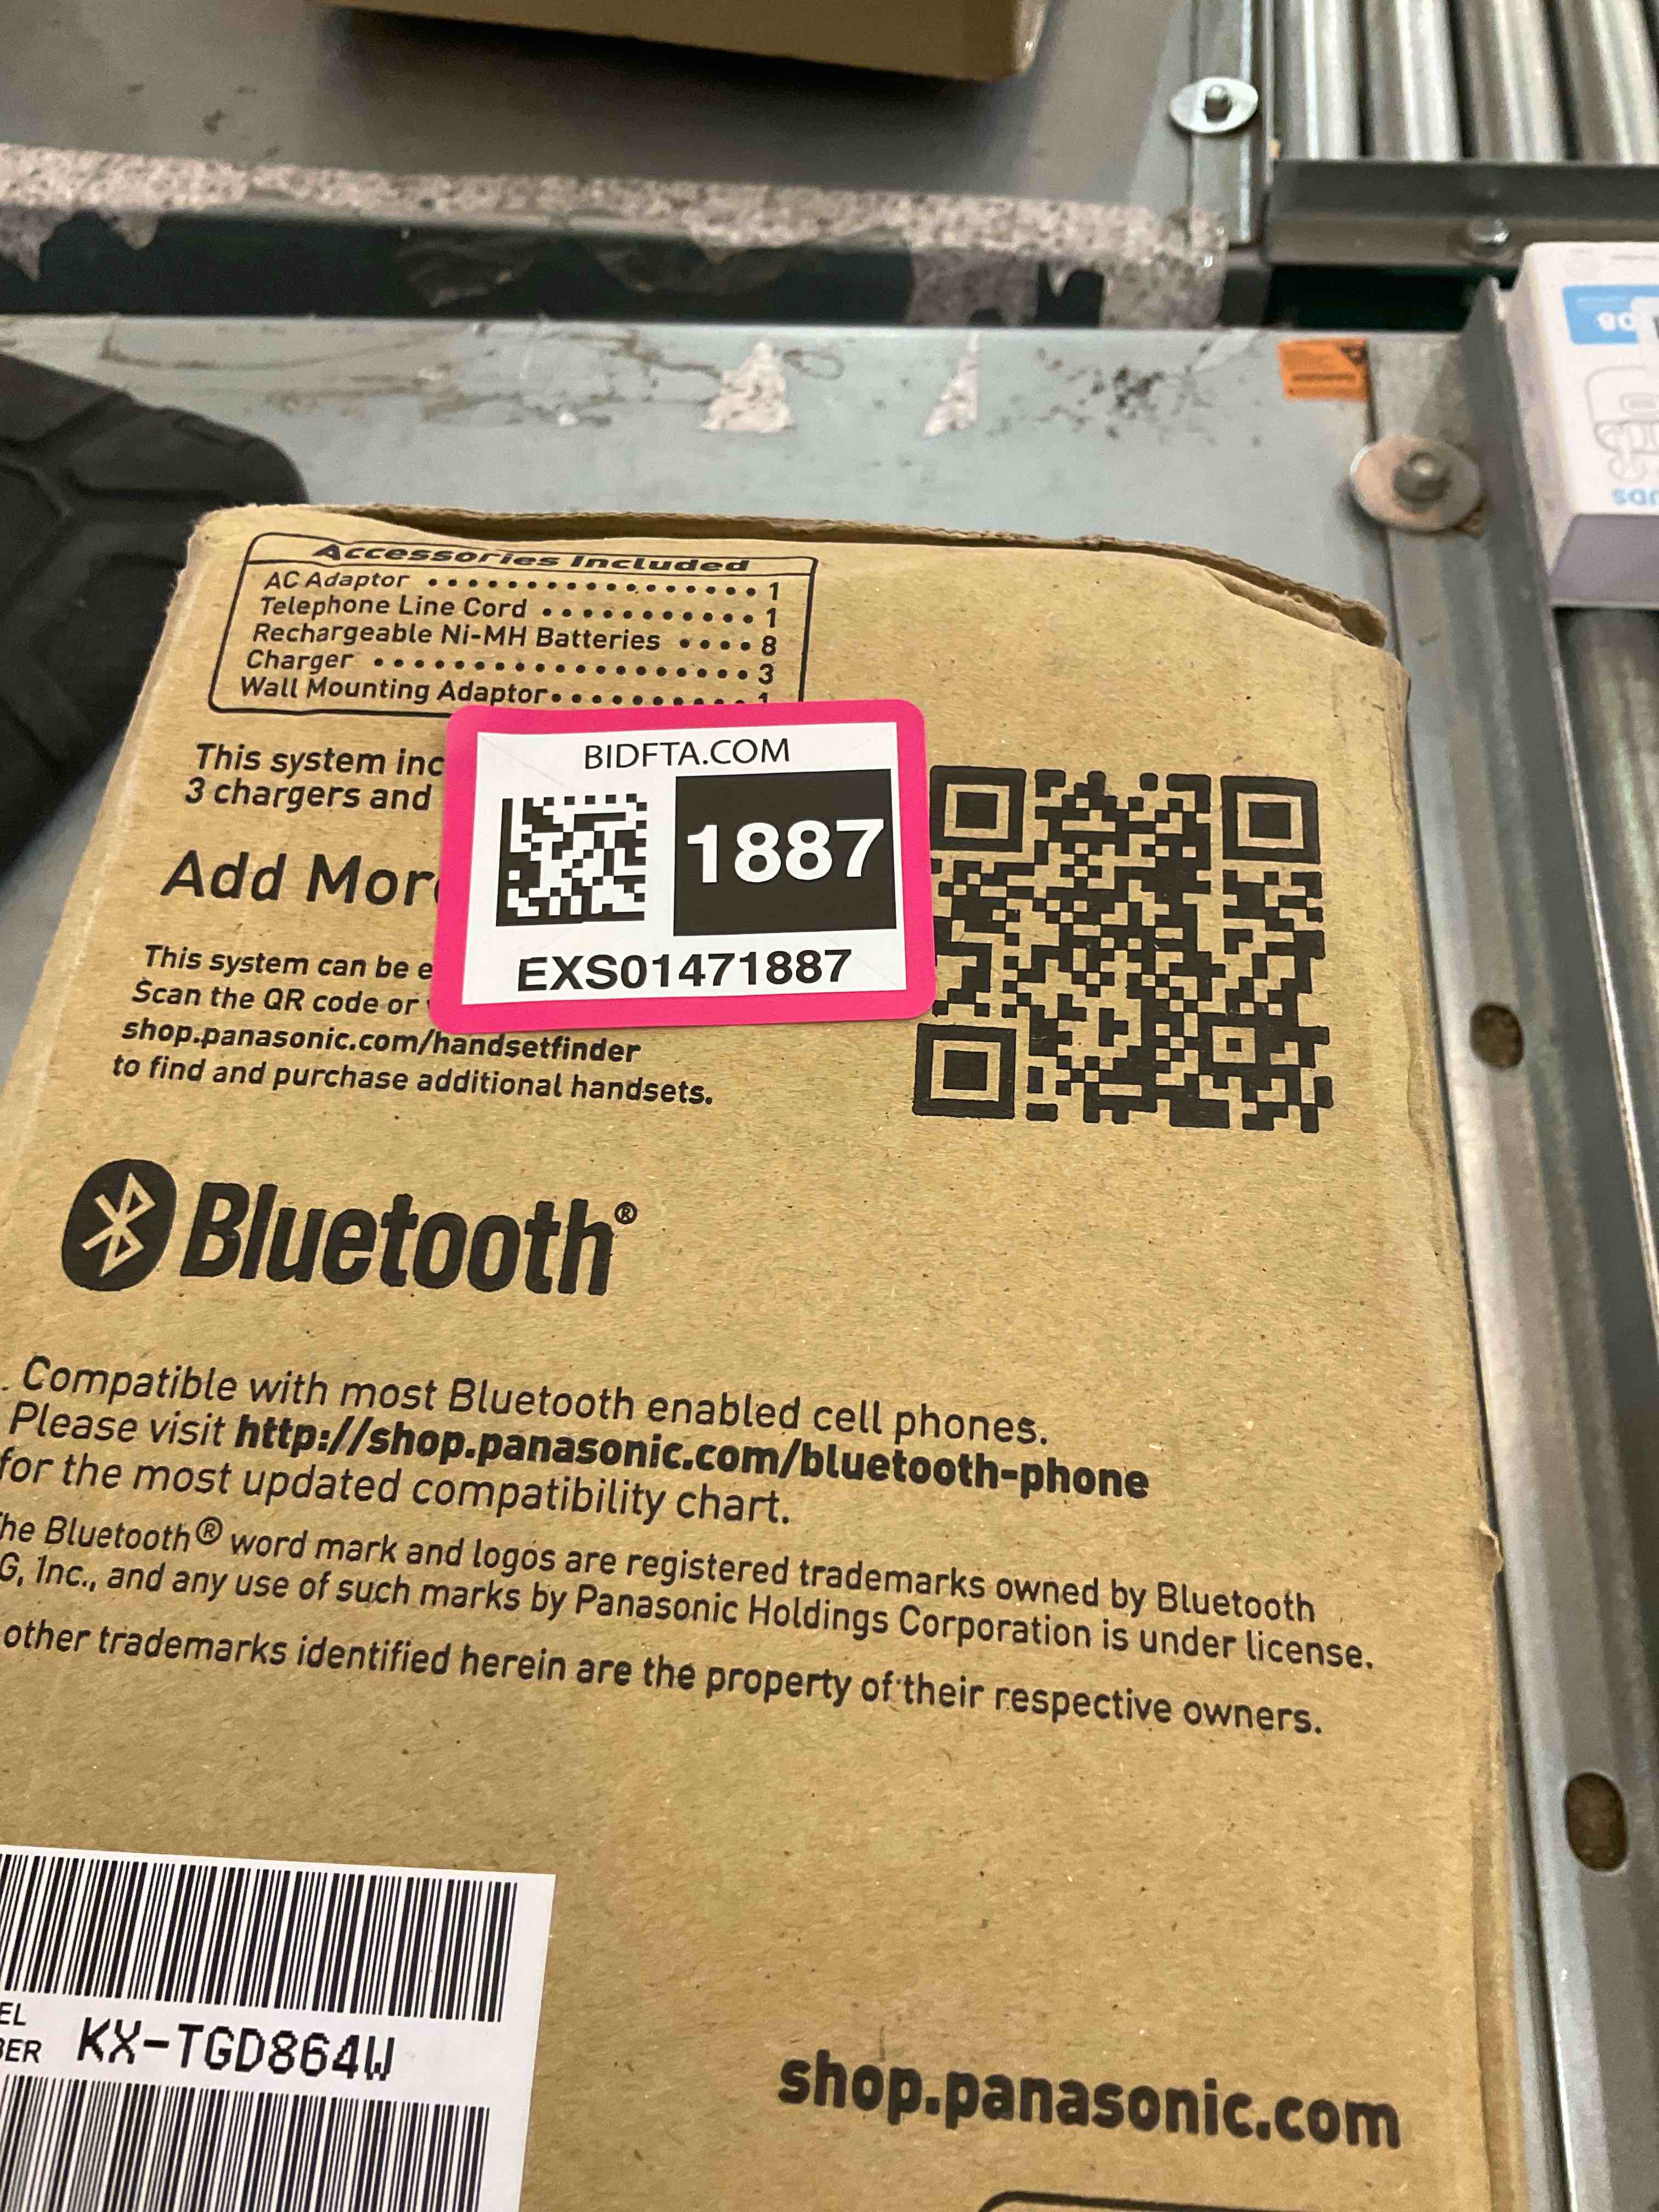 Accessories Included
AC Adaptor ................. 1
Telephone Line Cord ........... 1
Rechargeable Ni-MH Batteries .... 8
Charger ..................... 3
Wall Mounting Adaptor.......... 1
This system inc
3 chargers and
Add Mor
This system can be e
Scan the QR code or
shop.panasonic.com/handsetfinder
to find and purchase additional handsets.
BIDFTA.COM
1887
EXS01471887
Bluetooth®
Compatible with most Bluetooth enabled cell phones.
Please visit http://shop.panasonic.com/bluetooth-phone
for the most updated compatibility chart.
he Bluetooth® word mark and logos are registered trademarks owned by Bluetooth
G, Inc., and any use of such marks by Panasonic Holdings Corporation is under license.
other trademarks identified herein are the property of their respective owners.
EL
BER KX-TGD864W
shop.panasonic.com